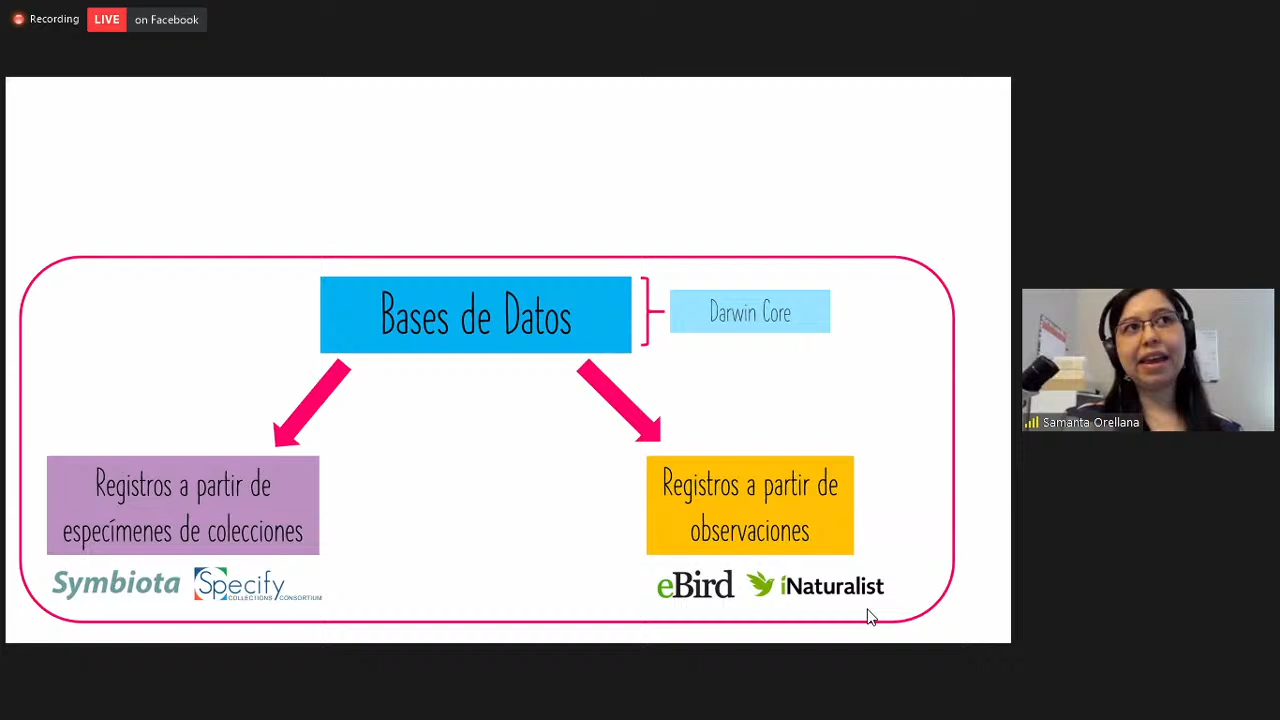 Recording
LIVE on Facebook
Bases de Datos
Darwin Core
Registros a partir de
especímenes de colecciones
Registros a partir de
observaciones
Symbiota
Specify
COLLECTIONS CONSORTIUM
eBird
iNaturalist
Samanta Orellana